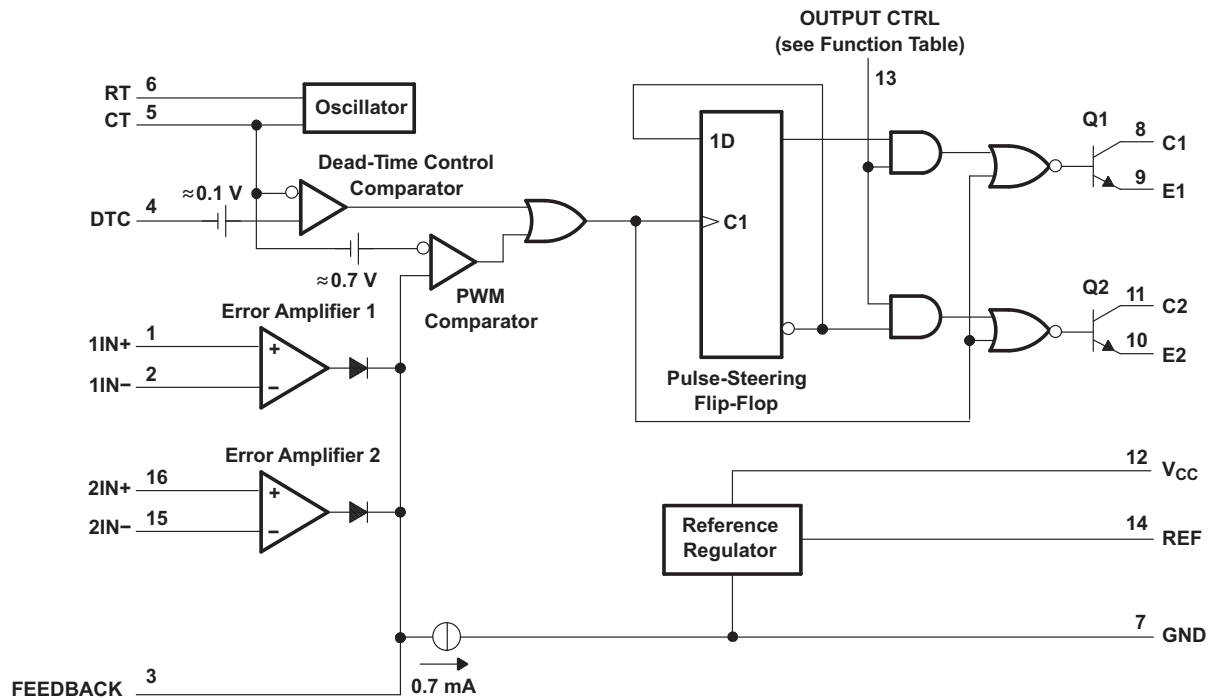 OUTPUT CTRL
(see Function Table)
13
RT 6
CT 5
Oscillator
Dead-Time Control
Comparator
≈0.1 V
DTC 4
≈0.7 V
PWM
Comparator
1D
C1
Pulse-Steering
Flip-Flop
Q1
8 C1
9 E1
Q2
11 C2
10 E2
Error Amplifier 1
1IN+ 1
+
1IN− 2
−
Error Amplifier 2
2IN+ 16
+
2IN− 15
−
12 VCC
Reference
Regulator
14 REF
7 GND
0.7 mA
FEEDBACK 3